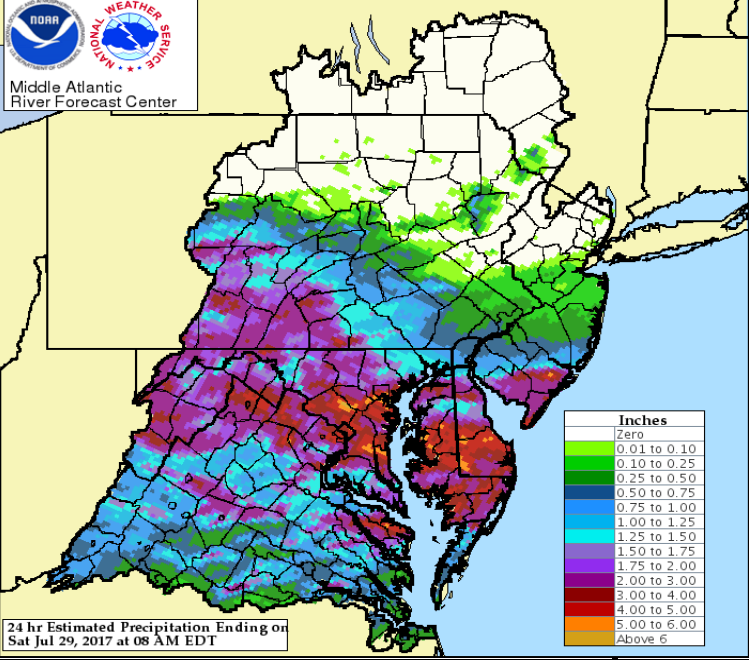 NOAA
NATIONAL WEATHER SERVICE
Middle Atlantic
River Forecast Center
Inches
Zero
0.01 to 0.10
0.10 to 0.25
0.25 to 0.50
0.50 to 0.75
0.75 to 1.00
1.00 to 1.25
1.25 to 1.50
1.50 to 1.75
1.75 to 2.00
2.00 to 3.00
3.00 to 4.00
4.00 to 5.00
5.00 to 6.00
Above 6
24 hr Estimated Precipitation Ending on
Sat Jul 29, 2017 at 08 AM EDT